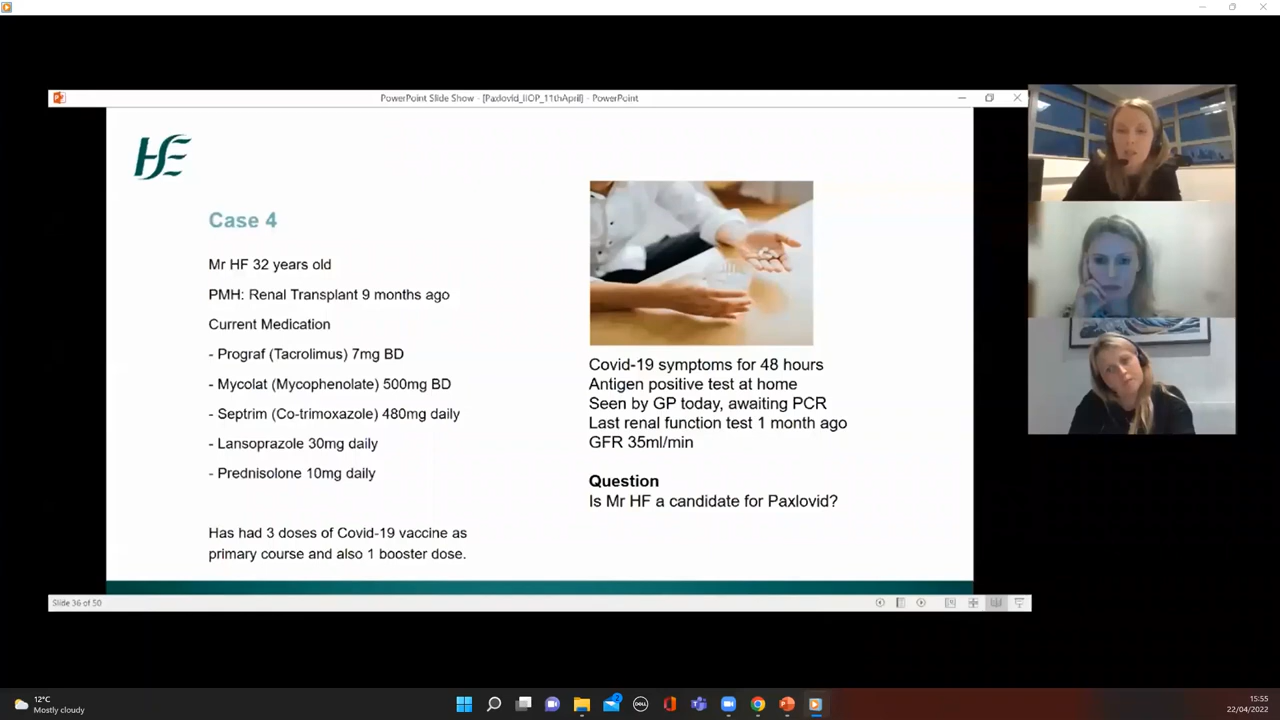 PowerPoint Slide Show - [Paxlovid_IIOP_11thApril] - PowerPoint
HSE
Case 4
Mr HF 32 years old
PMH: Renal Transplant 9 months ago
Current Medication
- Prograf (Tacrolimus) 7mg BD
- Mycolat (Mycophenolate) 500mg BD
- Septrim (Co-trimoxazole) 480mg daily
- Lansoprazole 30mg daily
- Prednisolone 10mg daily
Has had 3 doses of Covid-19 vaccine as
primary course and also 1 booster dose.
Covid-19 symptoms for 48 hours
Antigen positive test at home
Seen by GP today, awaiting PCR
Last renal function test 1 month ago
GFR 35ml/min
Question
Is Mr HF a candidate for Paxlovid?
Slide 36 of 50
12°C
Mostly cloudy
2
DELL
15:55
22/04/2022